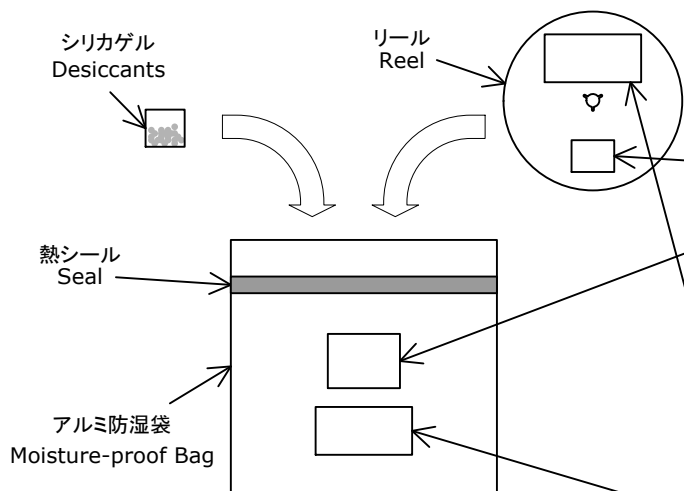 シリカゲル
Desiccants
リール
Reel
熱シール
Seal
アルミ防湿袋
Moisture-proof Bag